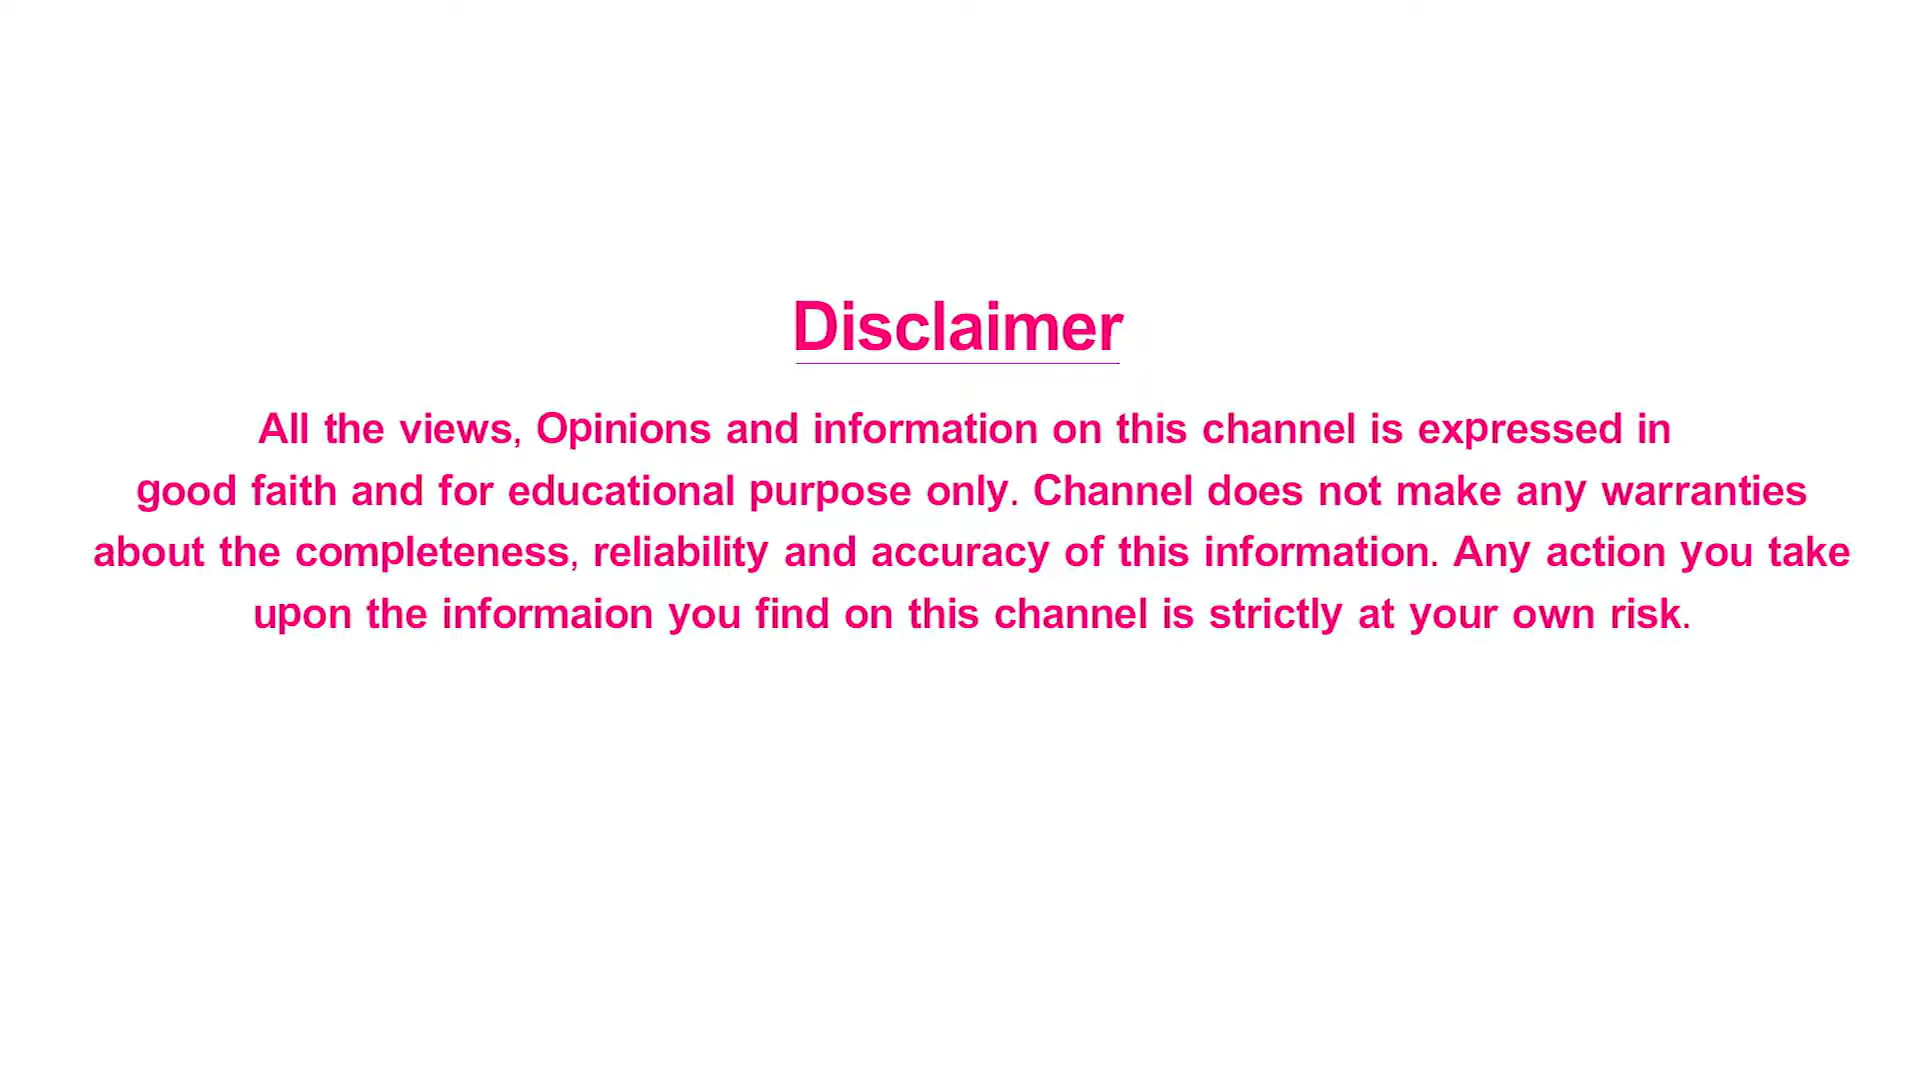 Disclaimer
All the views, Opinions and information on this channel is expressed in
good faith and for educational purpose only. Channel does not make any warranties
about the completeness, reliability and accuracy of this information. Any action you take
upon the informaion you find on this channel is strictly at your own risk.